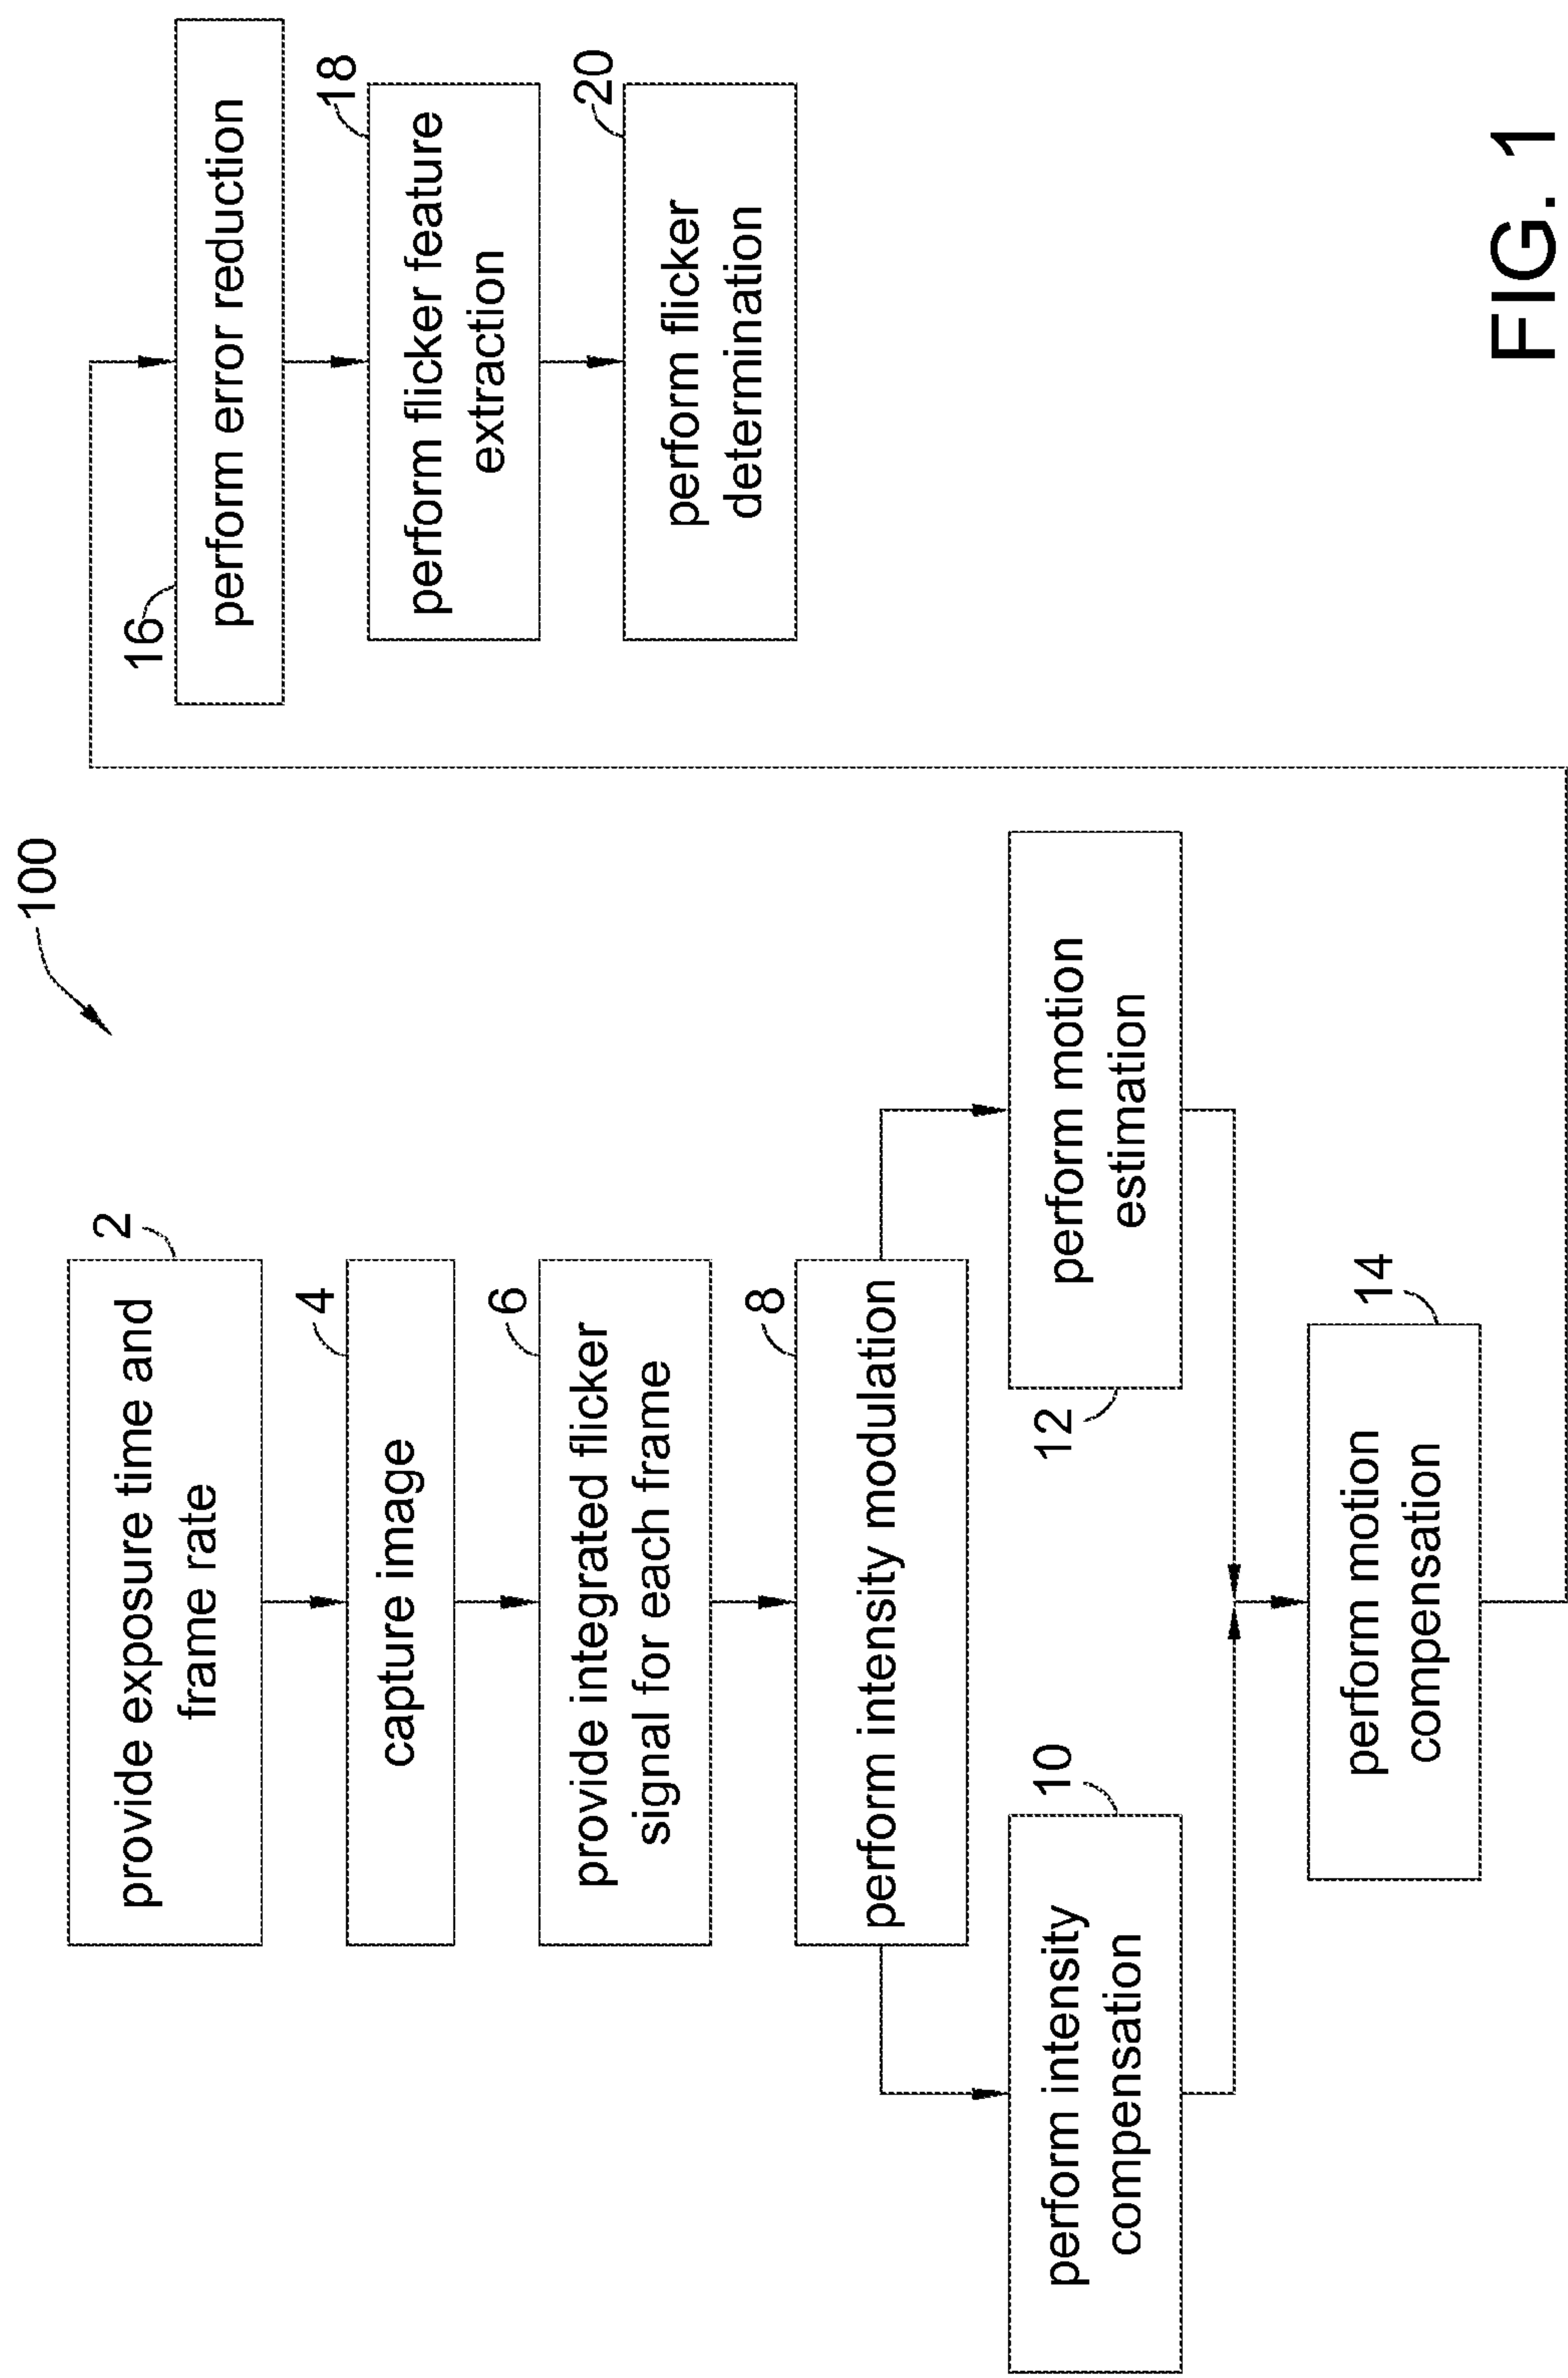 100
2
provide exposure time and
frame rate
4
capture image
6
provide integrated flicker
signal for each frame
8
perform intensity modulation
10
perform intensity
compensation
12
perform motion
estimation
14
perform motion
compensation
16
perform error reduction
18
perform flicker feature
extraction
20
perform flicker
determination
FIG. 1